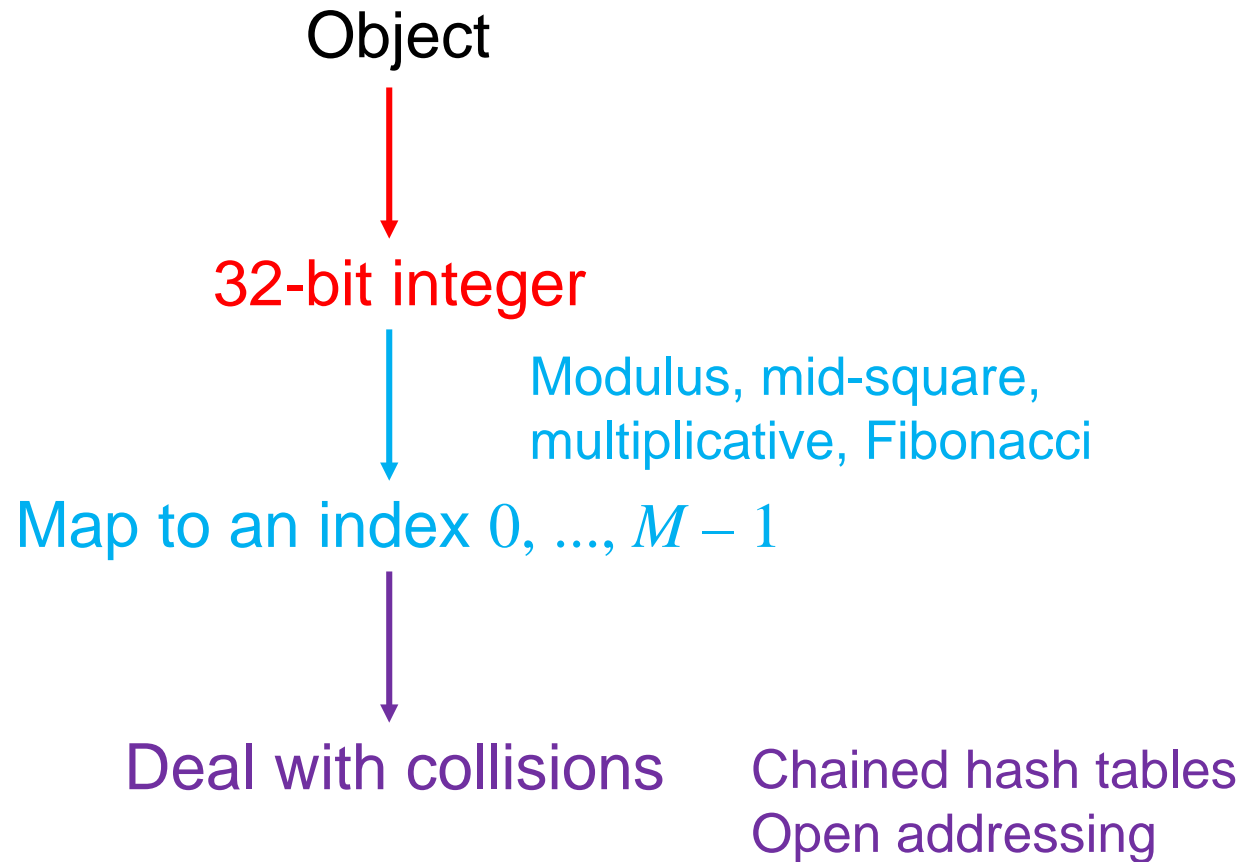 Object
32-bit integer
Modulus, mid-square,
multiplicative, Fibonacci
Map to an index 0, ..., M – 1
Deal with collisions
Chained hash tables
Open addressing